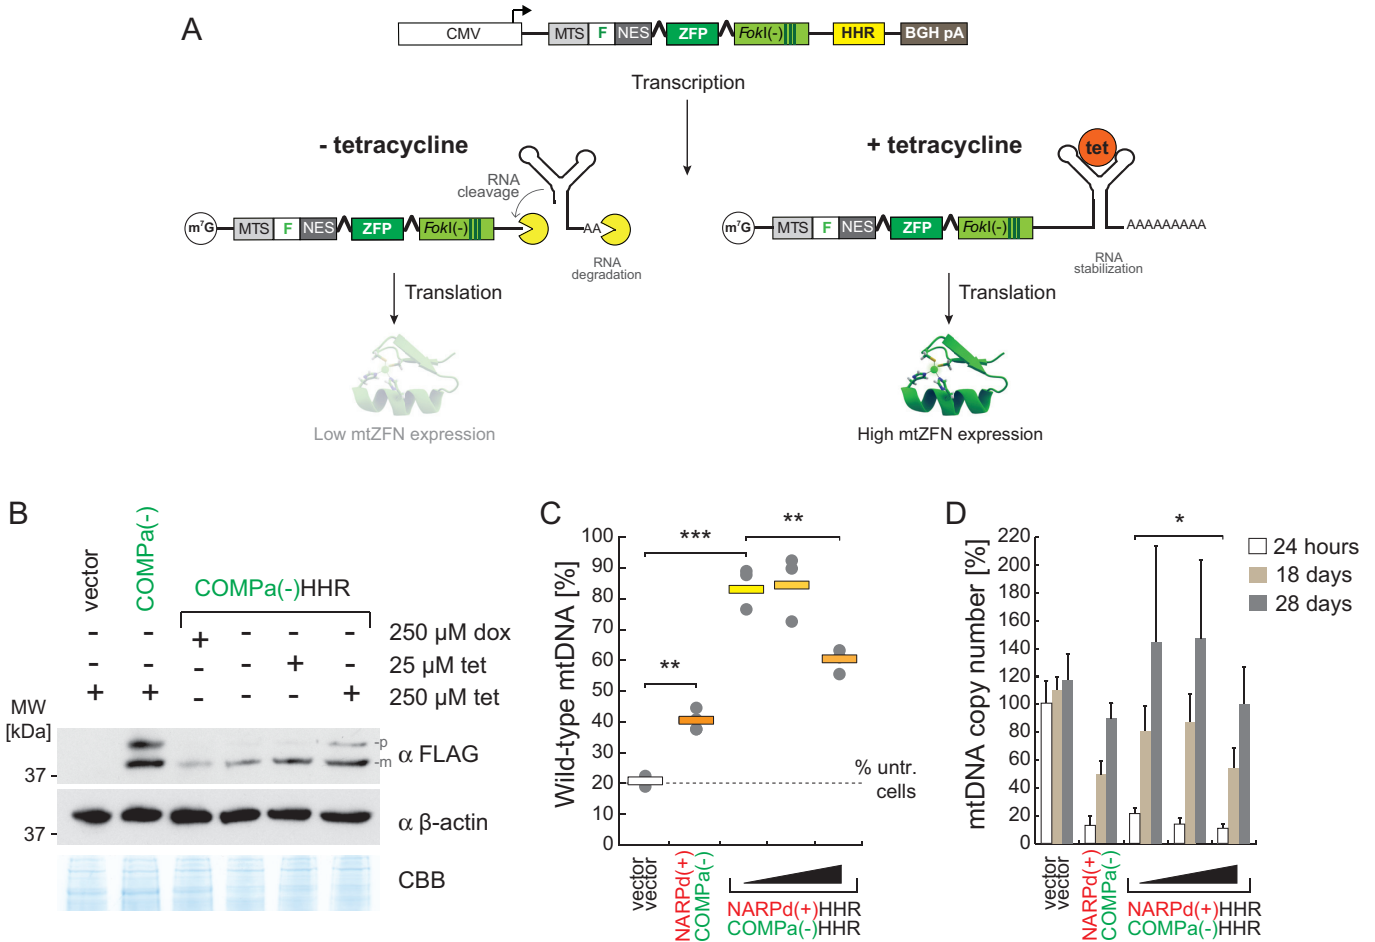 A
CMV
MTS F NES ZFP FokI(-) HHR BGH pA
Transcription
- tetracycline
+ tetracycline
tet
RNA
cleavage
m7G MTS F NES ZFP FokI(-) AA
RNA
degradation
m7G MTS F NES ZFP FokI(-) AAAAAAAAA
RNA
stabilization
Translation
Translation
Low mtZFN expression
High mtZFN expression
B
vector
COMPa(-)
COMPa(-)HHR
- - + - - - 250 µM dox
- - - - + - 25 µM tet
+ + - - - + 250 µM tet
MW
[kDa]
-p
-m
α FLAG
37
α β-actin
37
CBB
C
Wild-type mtDNA [%]
100
90
80
70
60
50
40
30
20
10
0
***
**
**
% untr.
cells
vector
vector
NARPd(+)
COMPa(-)
NARPd(+)HHR
COMPa(-)HHR
D
mtDNA copy number [%]
220
200
180
160
140
120
100
80
60
40
20
0
*
24 hours
18 days
28 days
vector
vector
NARPd(+)
COMPa(-)
NARPd(+)HHR
COMPa(-)HHR